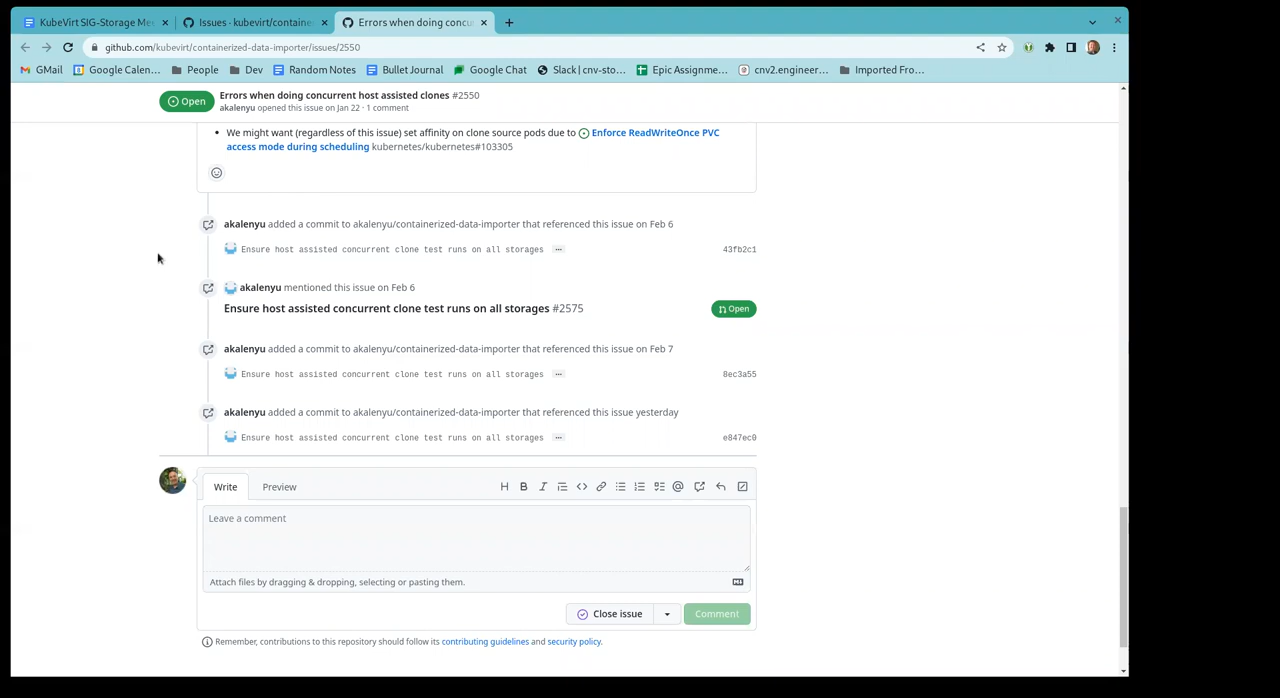 KubeVirt SIG-Storage Me
Issues · kubevirt/containe
Errors when doing concu
github.com/kubevirt/containerized-data-importer/issues/2550
GMail
Google Calen...
People
Dev
Random Notes
Bullet Journal
Google Chat
Slack | cnv-sto...
Epic Assignme...
cnv2.engineer...
Imported Fro...
Open
Errors when doing concurrent host assisted clones #2550
akalenyu opened this issue on Jan 22 · 1 comment
• We might want (regardless of this issue) set affinity on clone source pods due to Enforce ReadWriteOnce PVC
access mode during scheduling kubernetes/kubernetes#103305
akalenyu added a commit to akalenyu/containerized-data-importer that referenced this issue on Feb 6
Ensure host assisted concurrent clone test runs on all storages ... 43fb2c1
akalenyu mentioned this issue on Feb 6
Ensure host assisted concurrent clone test runs on all storages #2575 Open
akalenyu added a commit to akalenyu/containerized-data-importer that referenced this issue on Feb 7
Ensure host assisted concurrent clone test runs on all storages ... 8ec3a55
akalenyu added a commit to akalenyu/containerized-data-importer that referenced this issue yesterday
Ensure host assisted concurrent clone test runs on all storages ... e847ec0
Write Preview
Leave a comment
Attach files by dragging & dropping, selecting or pasting them.
Close issue Comment
Remember, contributions to this repository should follow its contributing guidelines and security policy.